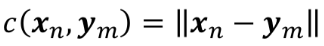 c(𝒙ₙ, 𝒚ₘ) = ‖𝒙ₙ − 𝒚ₘ‖